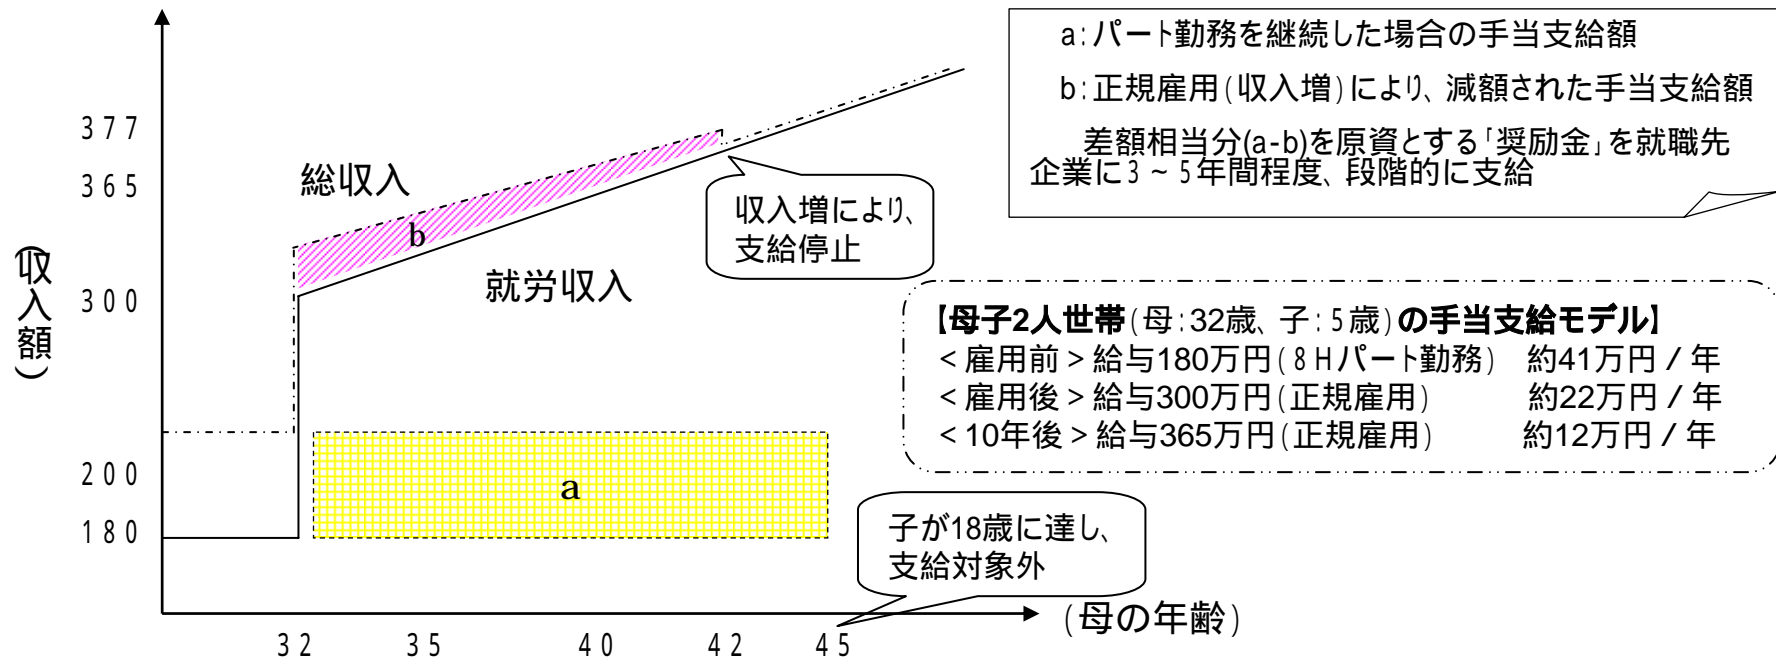 a:パート勤務を継続した場合の手当支給額
b:正規雇用(収入増)により、減額された手当支給額
差額相当分(a-b)を原資とする「奨励金」を就職先
企業に3~5年間程度、段階的に支給
377
365
300
200
180
(収入額)
総収入
b
就労収入
収入増により、
支給停止
【母子2人世帯(母:32歳、子:5歳)の手当支給モデル】
<雇用前>給与180万円(8Hパート勤務) 約41万円/年
<雇用後>給与300万円(正規雇用) 約22万円/年
<10年後>給与365万円(正規雇用) 約12万円/年
a
子が18歳に達し、
支給対象外
(母の年齢)
32 35 40 42 45